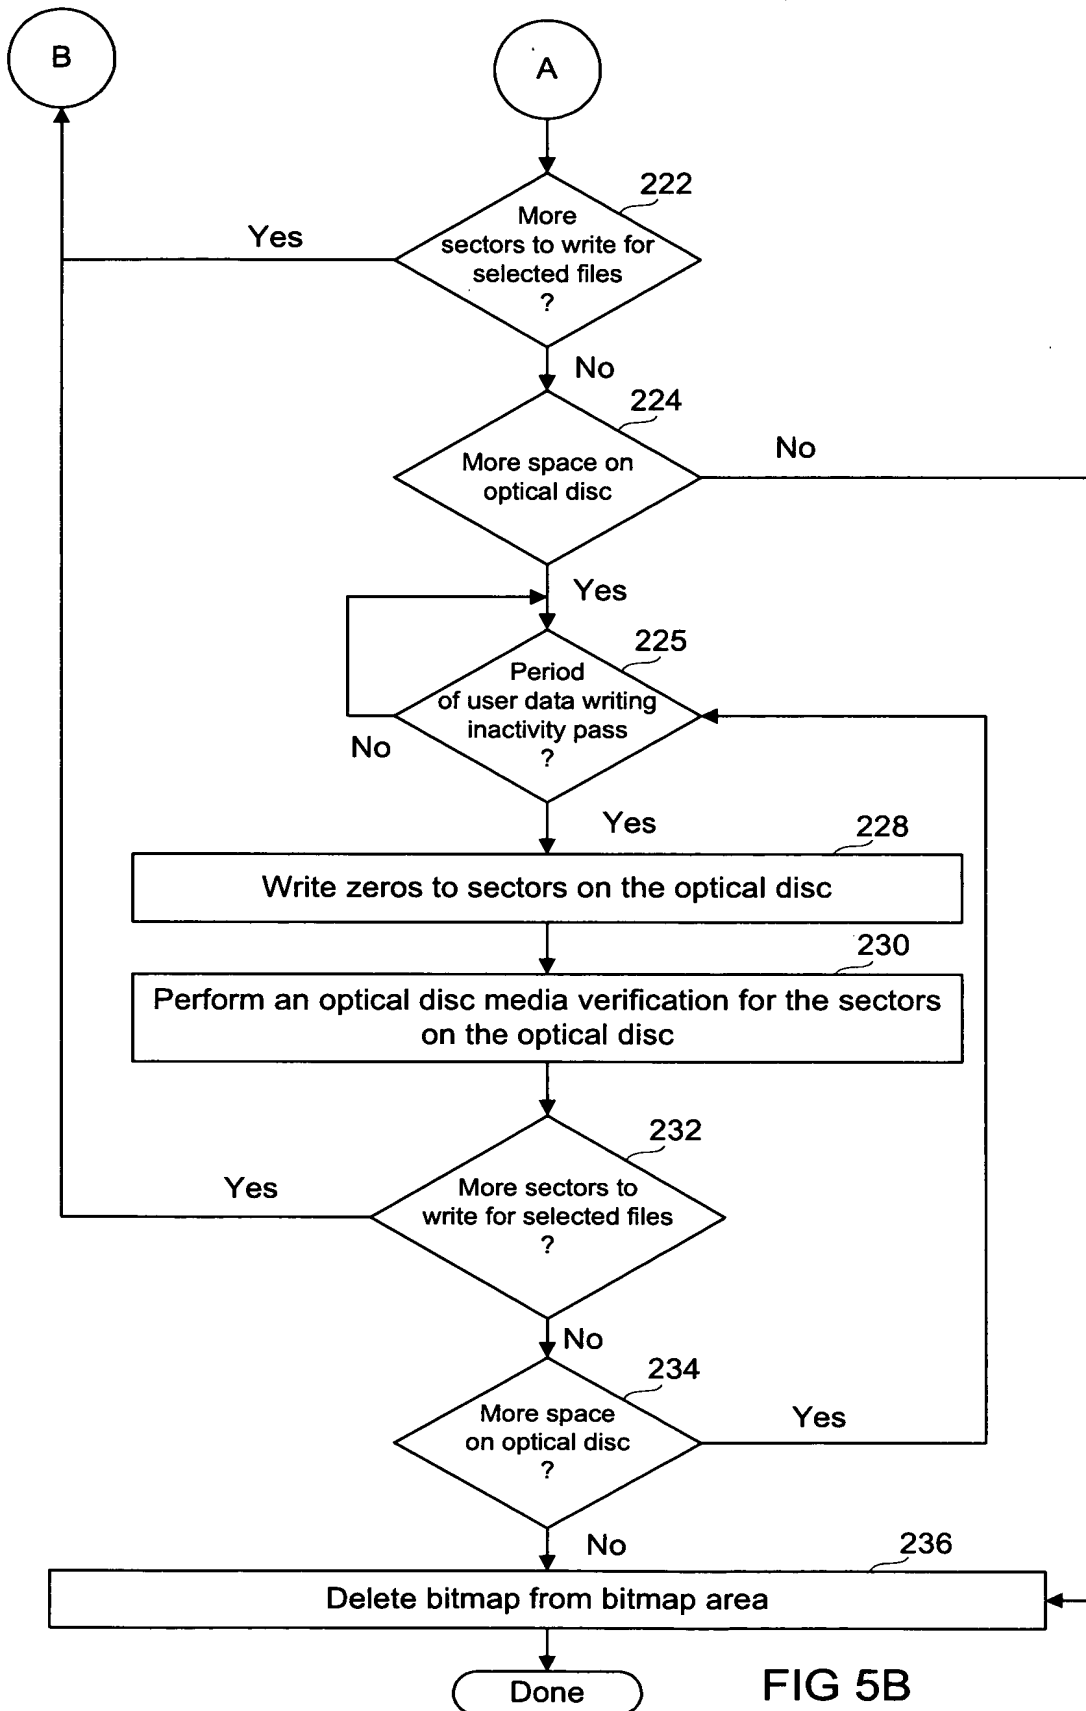 B
A
222
More
sectors to write for
selected files
?
Yes
No
224
More space on
optical disc
No
Yes
225
Period
of user data writing
inactivity pass
?
No
Yes
228
Write zeros to sectors on the optical disc
230
Perform an optical disc media verification for the sectors
on the optical disc
232
More sectors to
write for selected files
?
Yes
No
234
More space
on optical disc
?
Yes
No
236
Delete bitmap from bitmap area
Done
FIG 5B